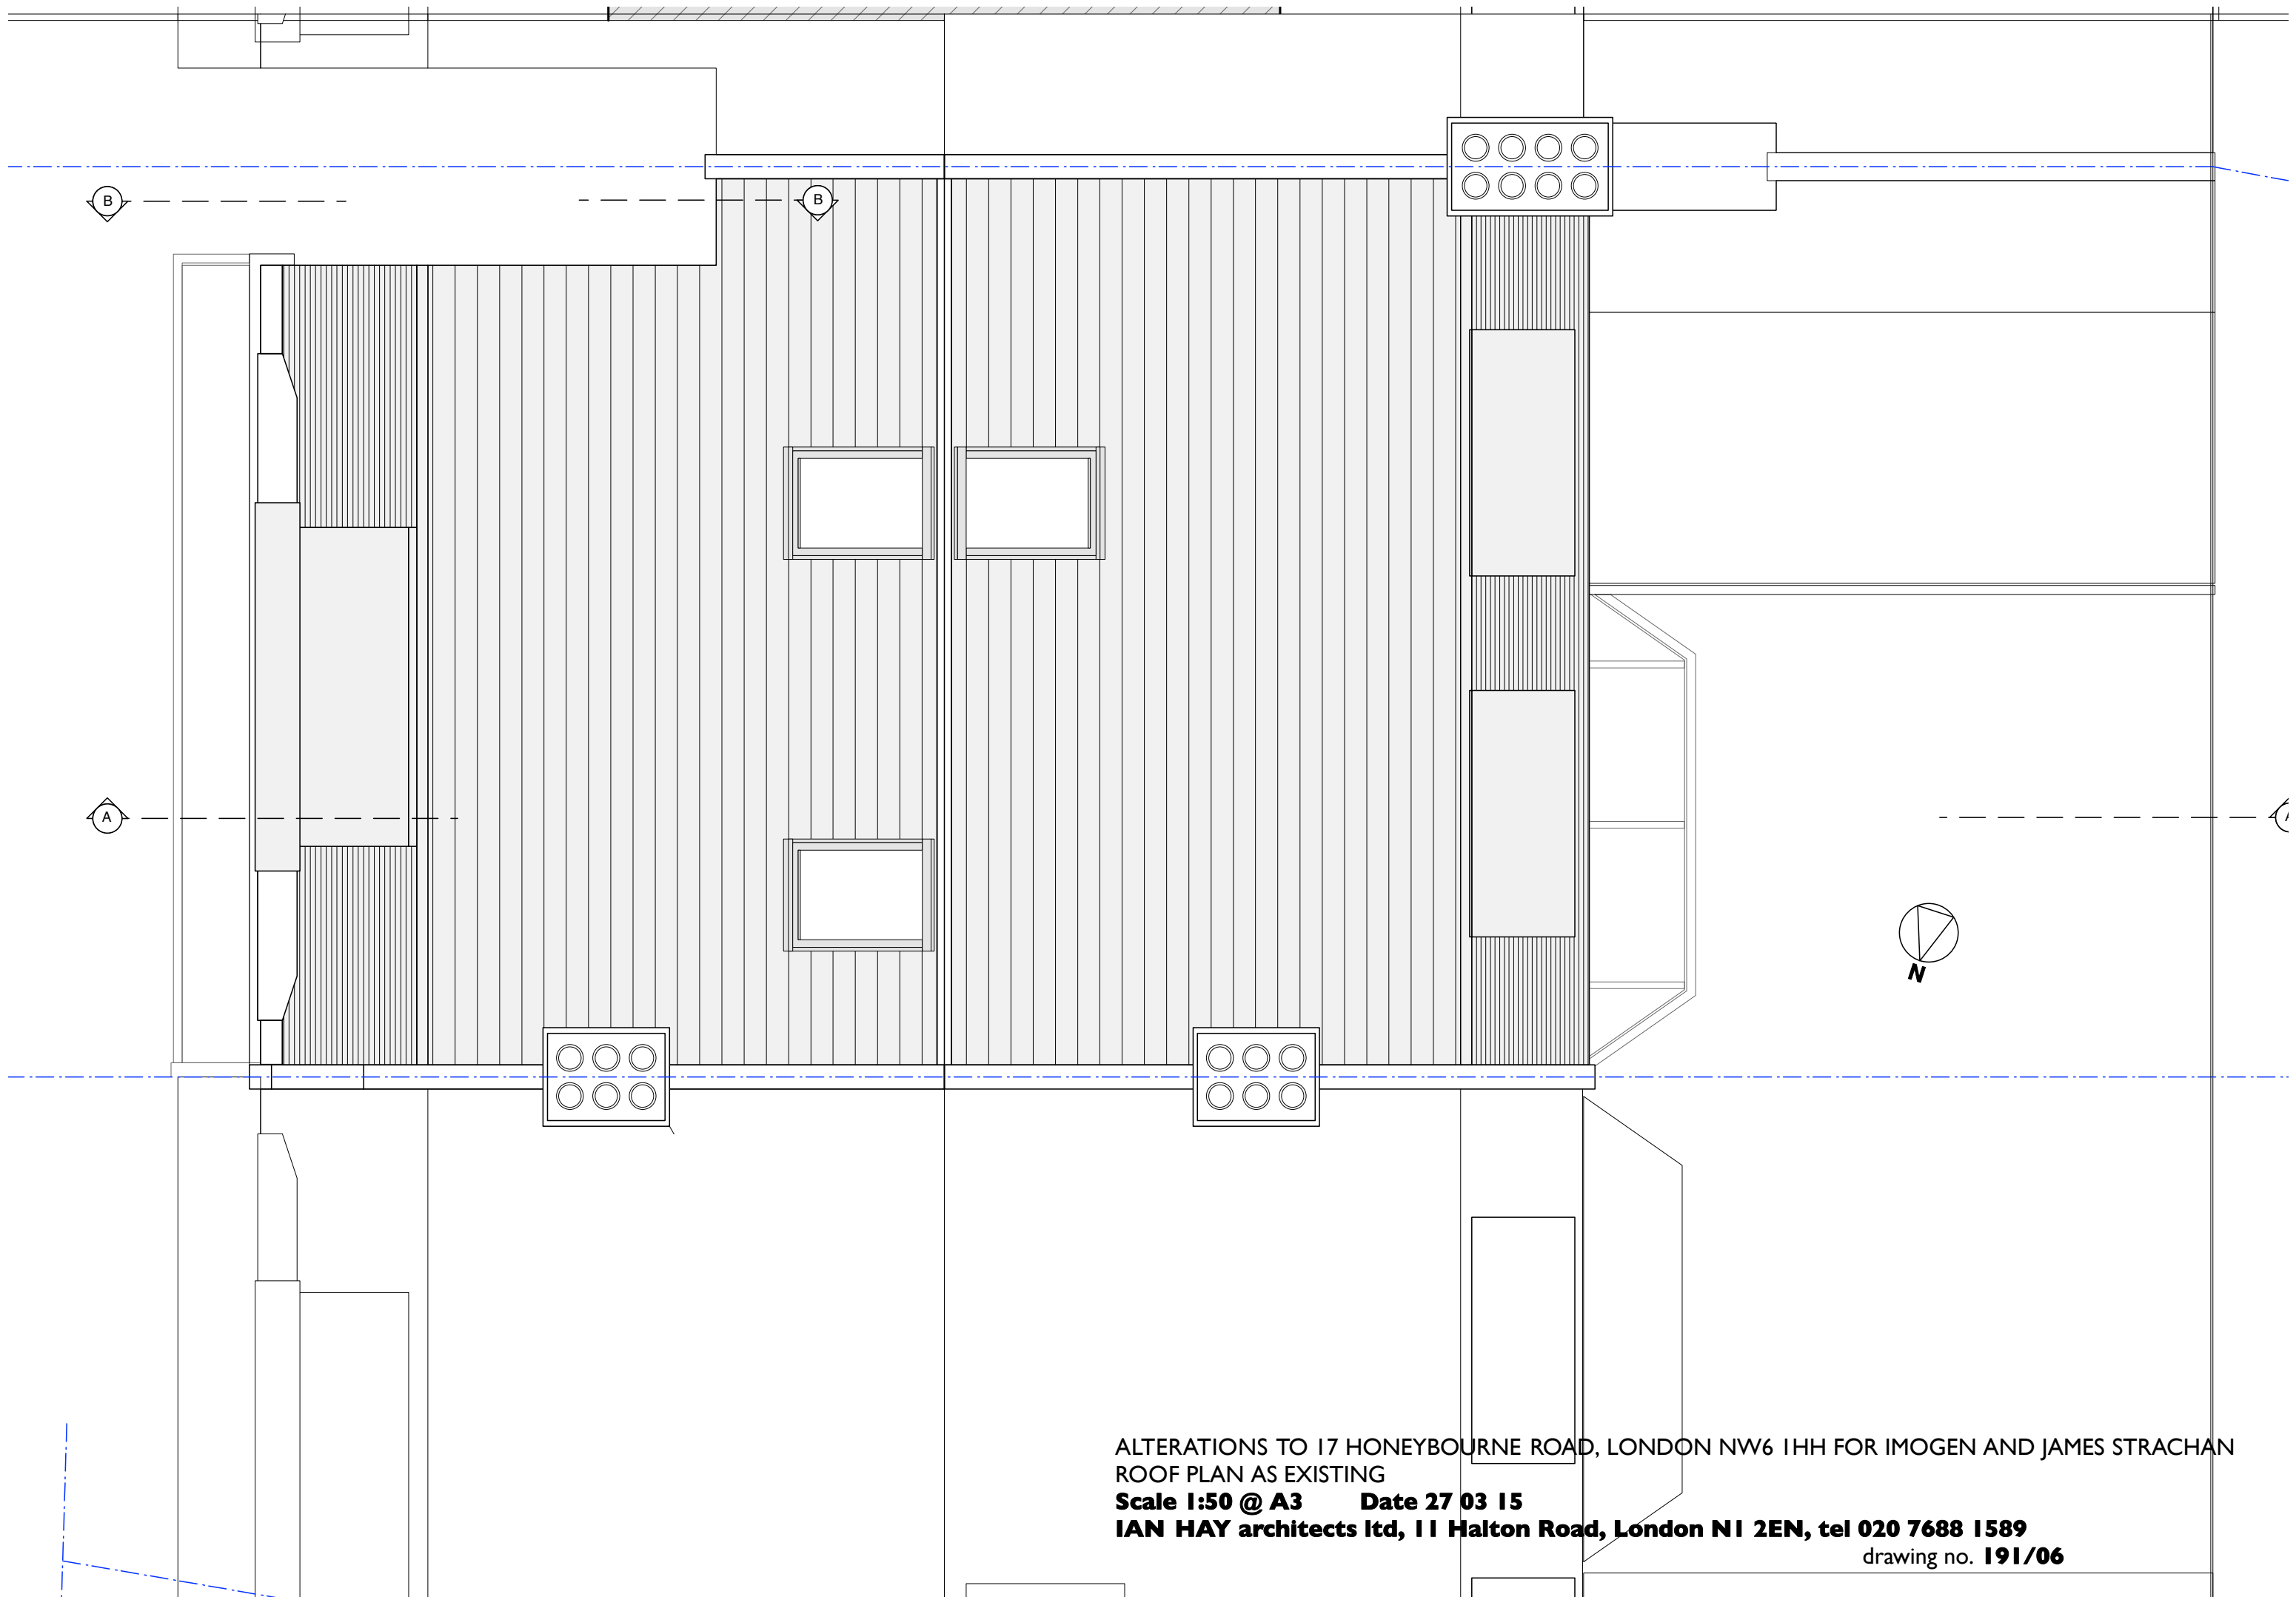 B
B
A
A
N
ALTERATIONS TO 17 HONEYBOURNE ROAD, LONDON NW6 1HH FOR IMOGEN AND JAMES STRACHAN
ROOF PLAN AS EXISTING
Scale 1:50 @ A3 Date 27 03 15
IAN HAY architects ltd, 11 Halton Road, London N1 2EN, tel 020 7688 1589
drawing no. 191/06